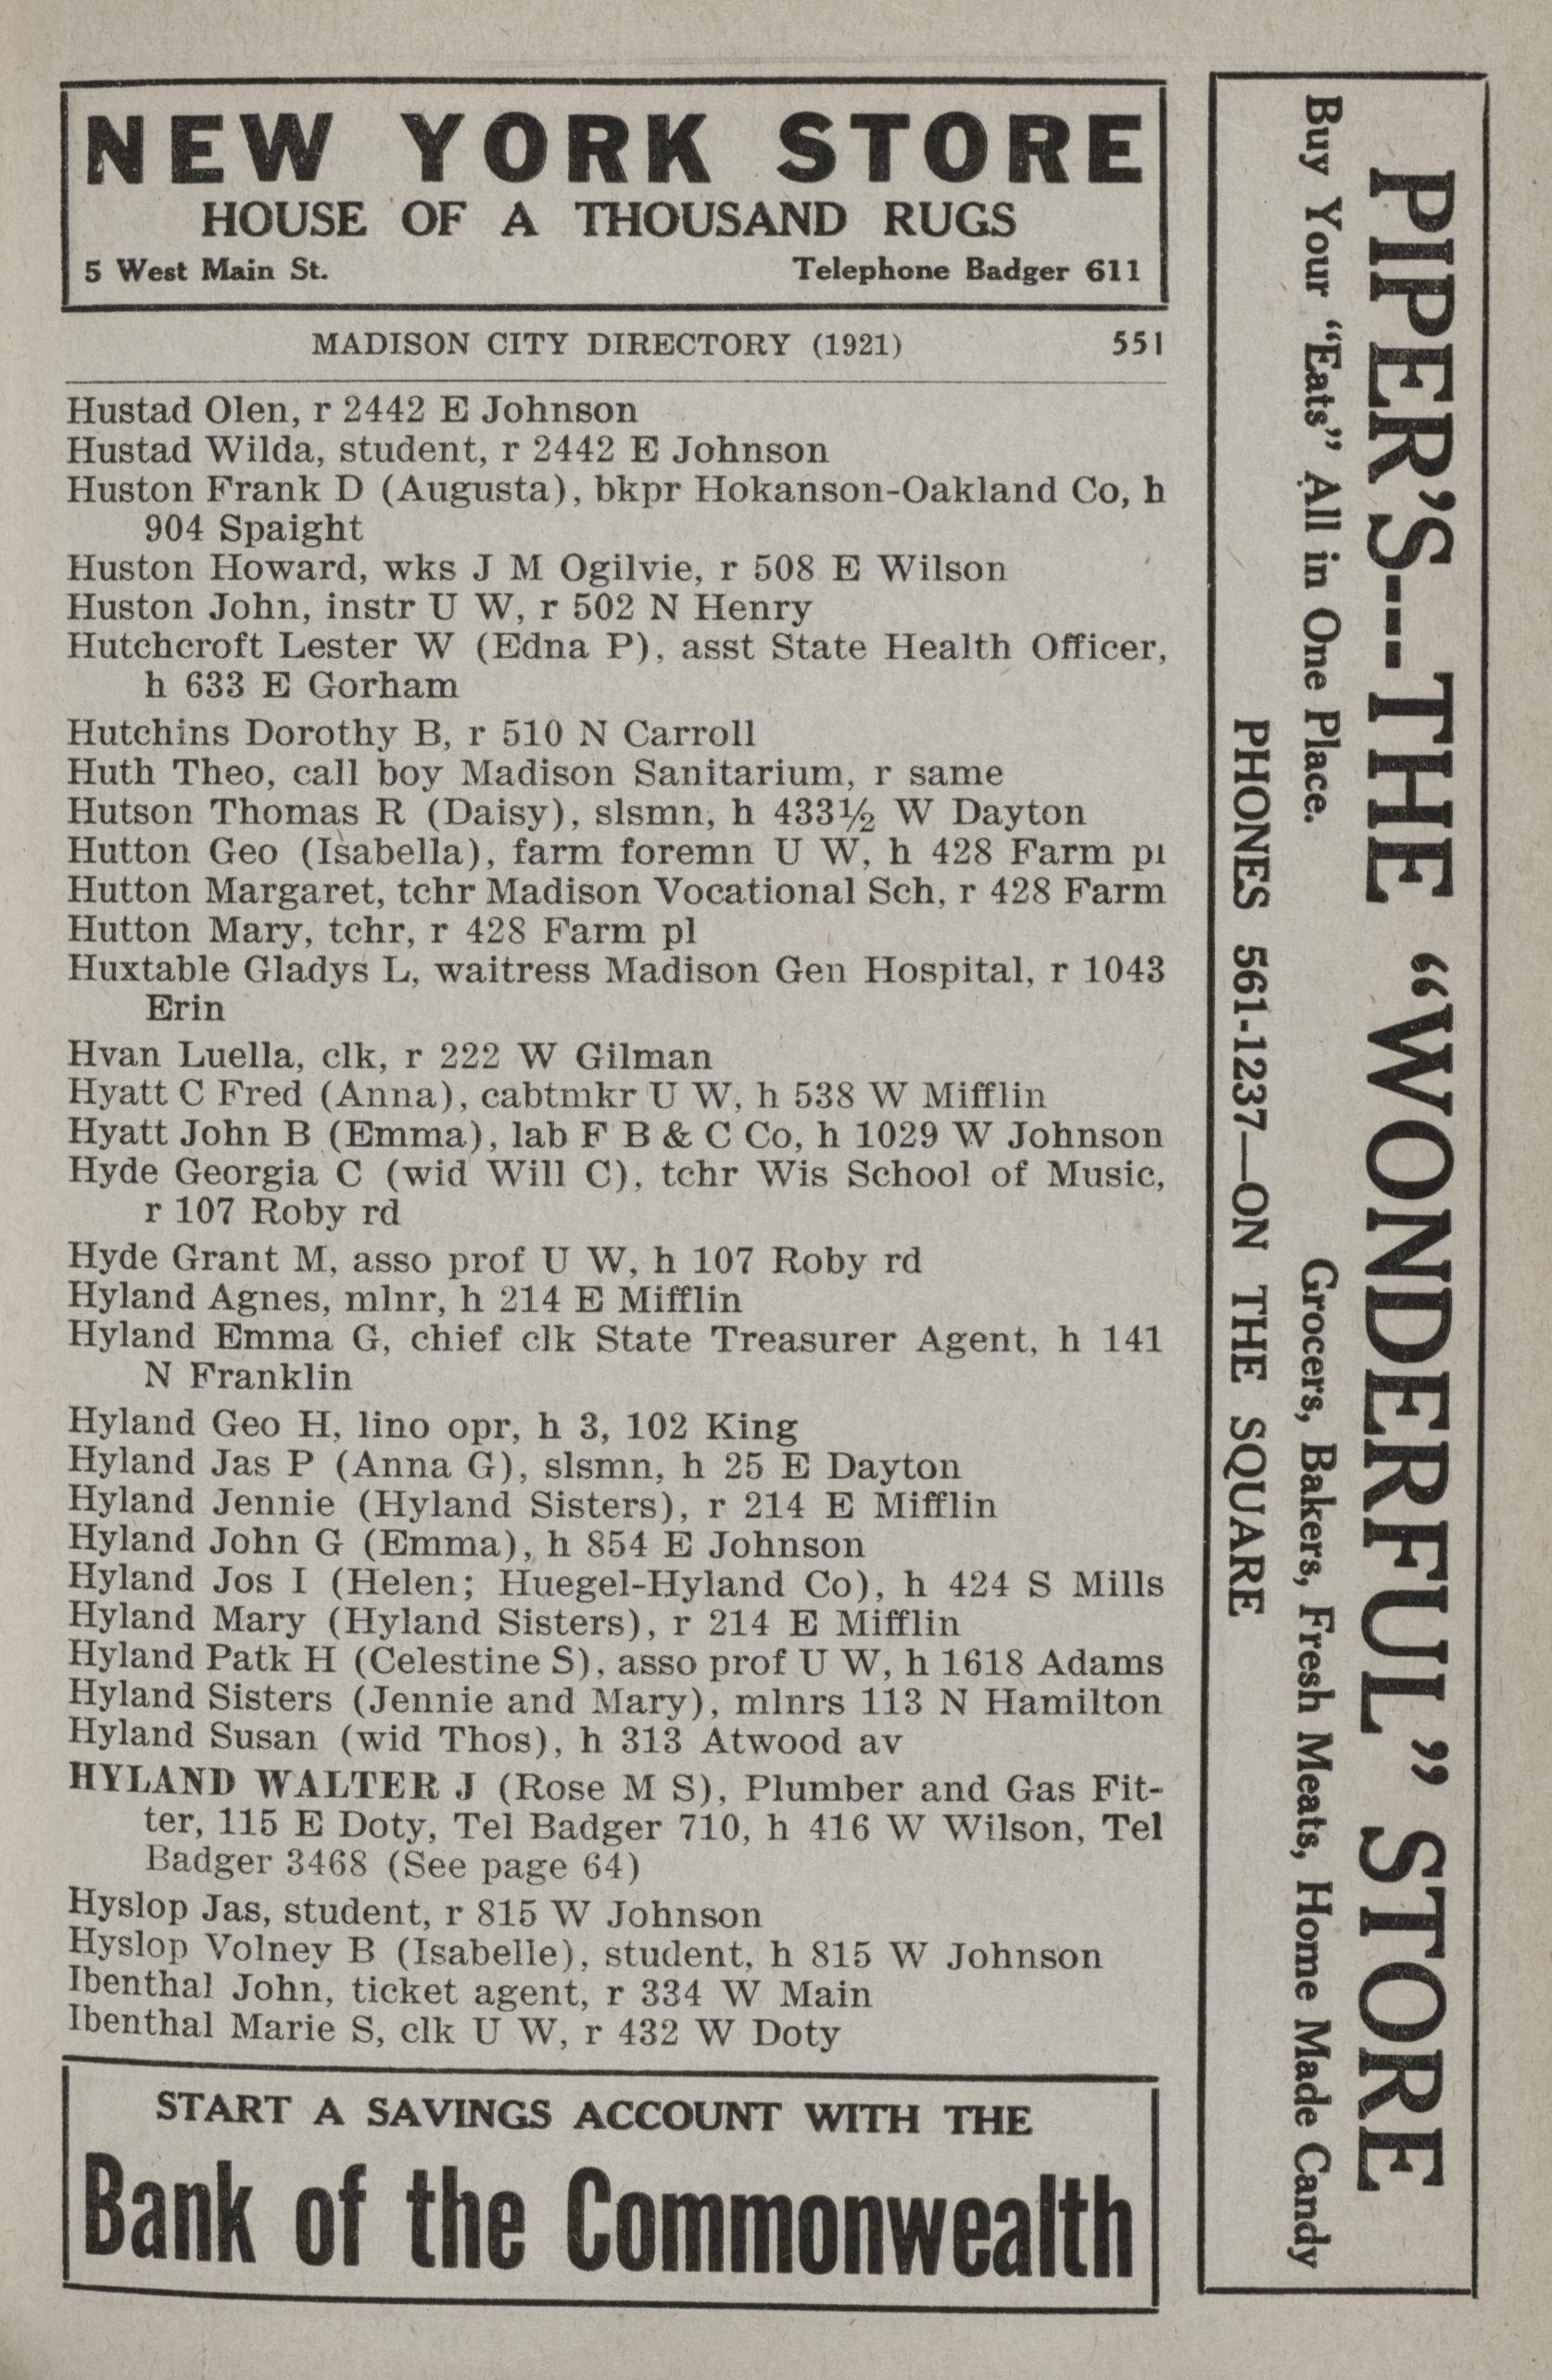 NEW YORK STORE
HOUSE OF A THOUSAND RUGS
5 West Main St. Telephone Badger 611
MADISON CITY DIRECTORY (1921) 551
Hustad Olen, r 2442 E Johnson
Hustad Wilda, student, r 2442 E Johnson
Huston Frank D (Augusta), bkpr Hokanson-Oakland Co, h
904 Spaight
Huston Howard, wks J M Ogilvie, r 508 E Wilson
Huston John, instr U W, r 502 N Henry
Hutchcroft Lester W (Edna P), asst State Health Officer,
h 633 E Gorham
Hutchins Dorothy B, r 510 N Carroll
Huth Theo, call boy Madison Sanitarium, r same
Hutson Thomas R (Daisy), slsmn, h 433½ W Dayton
Hutton Geo (Isabella), farm foremn U W, h 428 Farm pl
Hutton Margaret, tchr Madison Vocational Sch, r 428 Farm
Hutton Mary, tchr, r 428 Farm pl
Huxtable Gladys L, waitress Madison Gen Hospital, r 1043
Erin
Hvan Luella, clk, r 222 W Gilman
Hyatt C Fred (Anna), cabtmkr U W, h 538 W Mifflin
Hyatt John B (Emma), lab F B & C Co, h 1029 W Johnson
Hyde Georgia C (wid Will C), tchr Wis School of Music,
r 107 Roby rd
Hyde Grant M, asso prof U W, h 107 Roby rd
Hyland Agnes, mlnr, h 214 E Mifflin
Hyland Emma G, chief clk State Treasurer Agent, h 141
N Franklin
Hyland Geo H, lino opr, h 3, 102 King
Hyland Jas P (Anna G), slsmn, h 25 E Dayton
Hyland Jennie (Hyland Sisters), r 214 E Mifflin
Hyland John G (Emma), h 854 E Johnson
Hyland Jos I (Helen; Huegel-Hyland Co), h 424 S Mills
Hyland Mary (Hyland Sisters), r 214 E Mifflin
Hyland Patk H (Celestine S), asso prof U W, h 1618 Adams
Hyland Sisters (Jennie and Mary), mlnrs 113 N Hamilton
Hyland Susan (wid Thos), h 313 Atwood av
HYLAND WALTER J (Rose M S), Plumber and Gas Fit-
ter, 115 E Doty, Tel Badger 710, h 416 W Wilson, Tel
Badger 3468 (See page 64)
Hyslop Jas, student, r 815 W Johnson
Hyslop Volney B (Isabelle), student, h 815 W Johnson
Ibenthal John, ticket agent, r 334 W Main
Ibenthal Marie S, clk U W, r 432 W Doty
START A SAVINGS ACCOUNT WITH THE
Bank of the Commonwealth
PIPER'S---THE "WONDERFUL" STORE
Buy Your "Eats" All in One Place. Grocers, Bakers, Fresh Meats, Home Made Candy
PHONES 561-1237—ON THE SQUARE